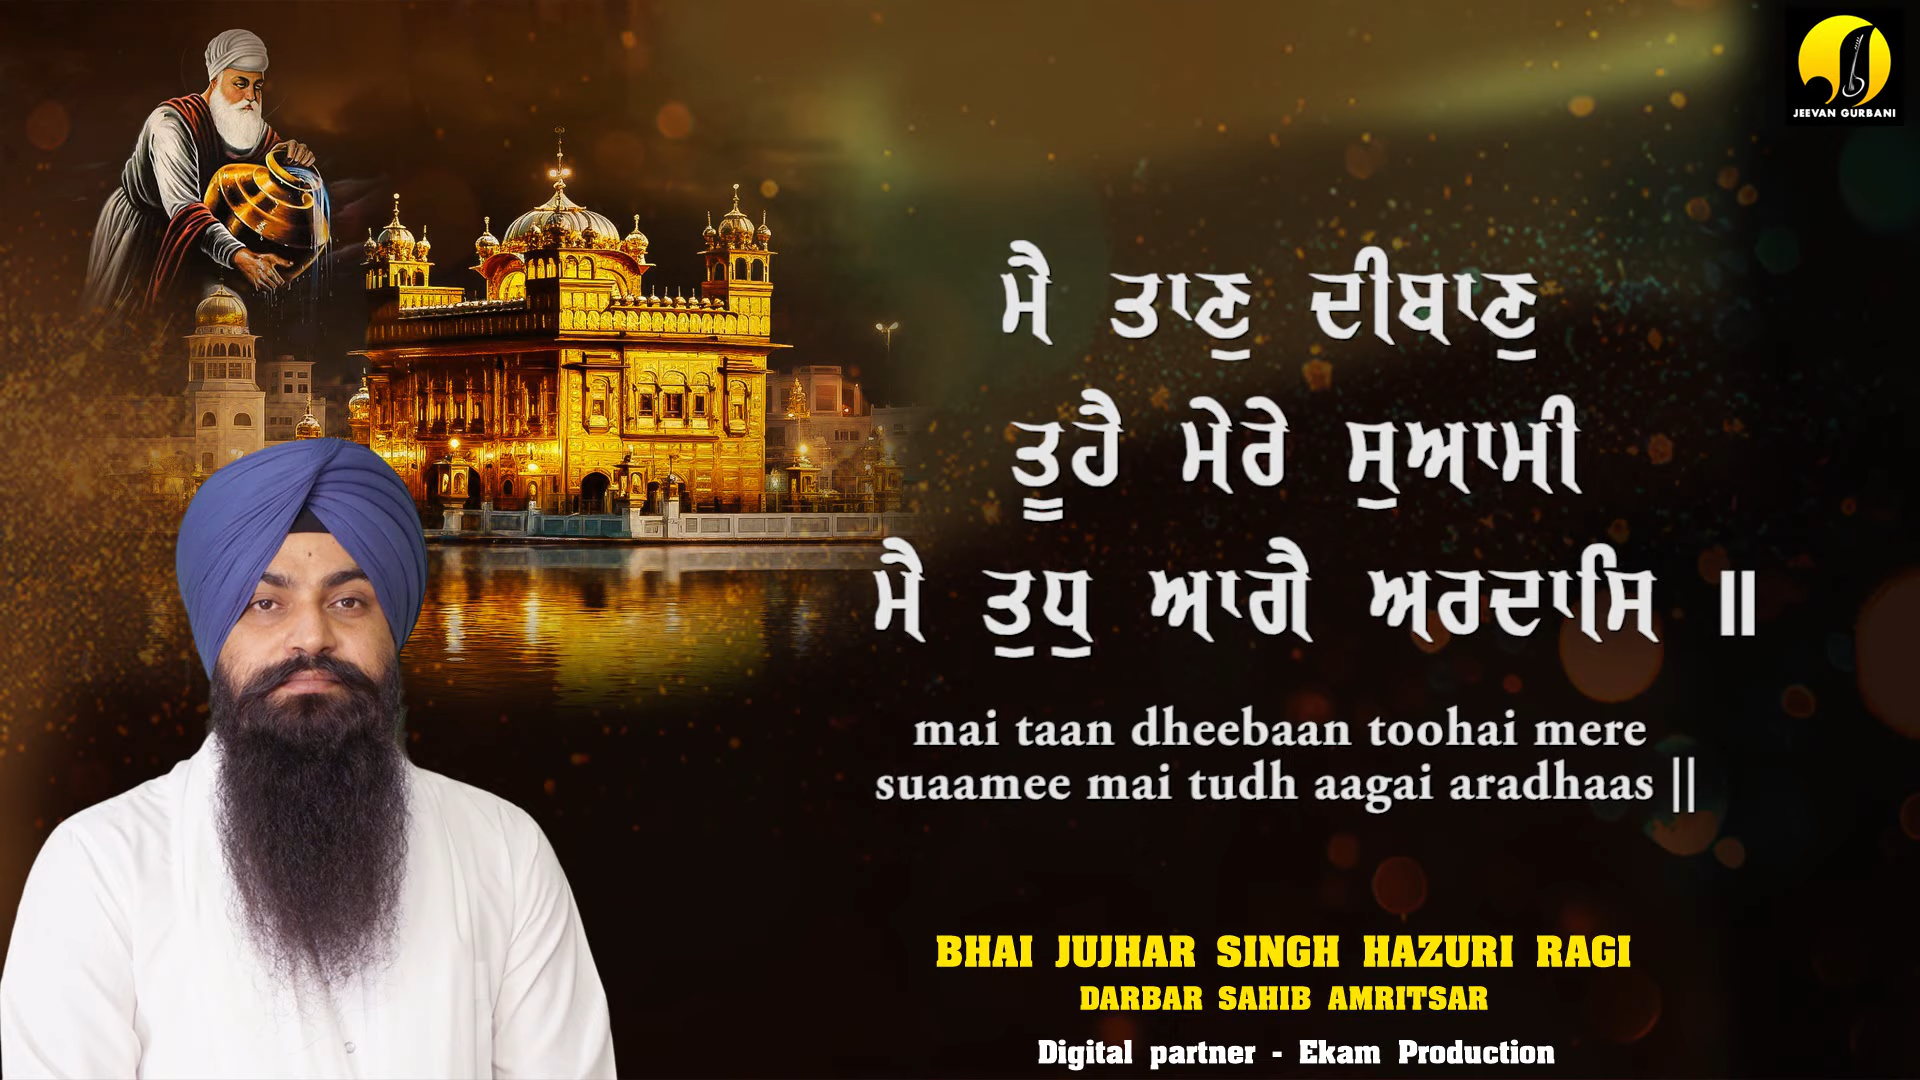 JEEVAN GURBANI
ਮੈ ਤਾਣੁ ਦੀਬਾਣੁ
ਤੂਹੈ ਮੇਰੇ ਸੁਆਮੀ
ਮੈ ਤੁਧੁ ਆਗੈ ਅਰਦਾਸਿ ॥
mai taan dheebaan toohai mere
suaamee mai tudh aagai aradhaas ||
BHAI JUJHAR SINGH HAZURI RAGI
DARBAR SAHIB AMRITSAR
Digital partner - Ekam Production